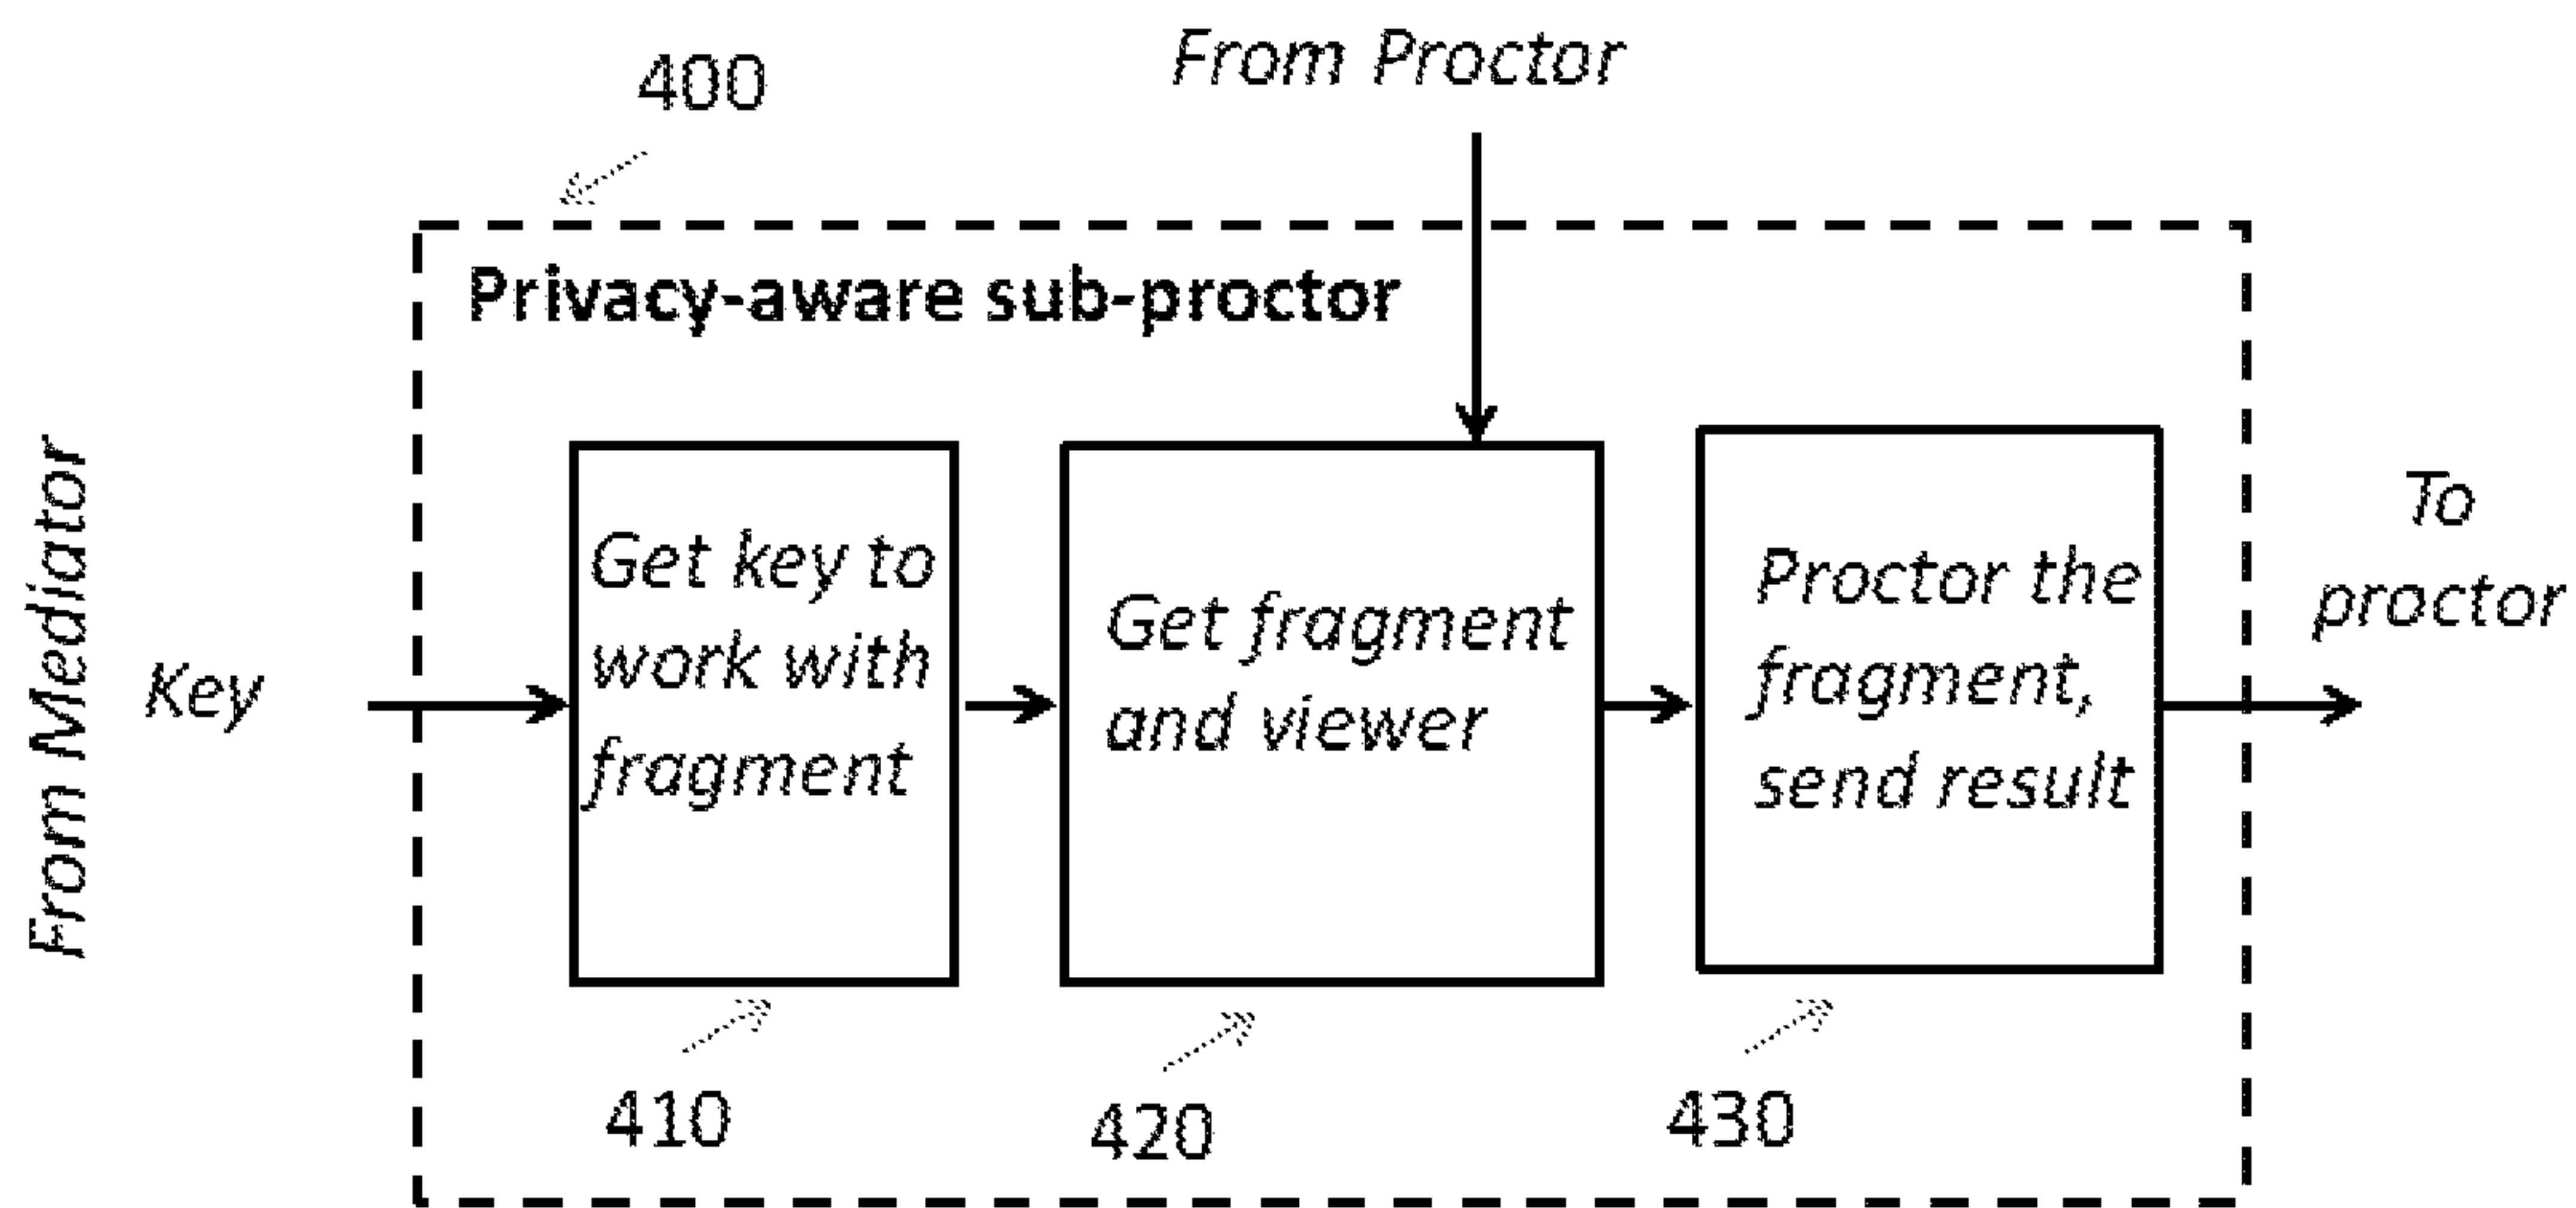 From Proctor
400
Privacy-aware sub-proctor
From Mediator
Key
Get key to
work with
fragment
Get fragment
and viewer
Proctor the
fragment,
send result
To
proctor
410
420
430